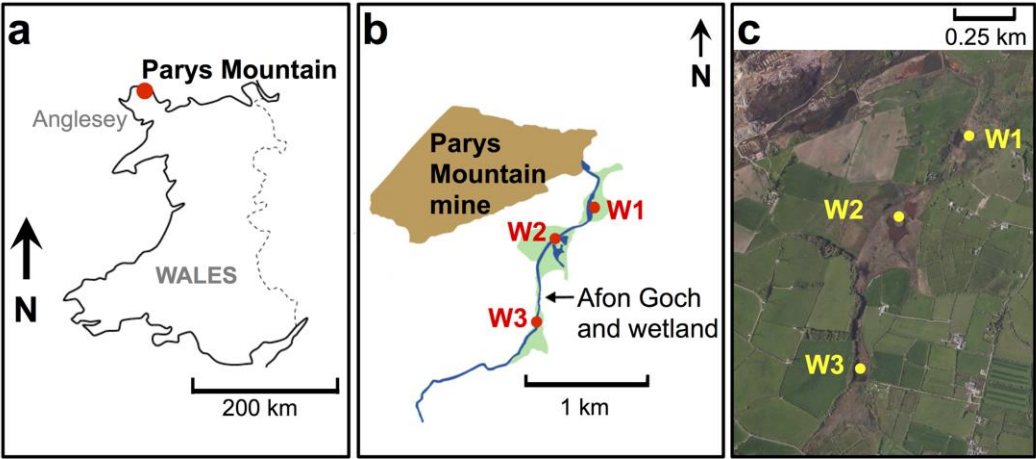 a
Parys Mountain
Anglesey
WALES
N
200 km
b
N
Parys
Mountain
mine
W1
W2
W3
Afon Goch
and wetland
1 km
c
0.25 km
W1
W2
W3